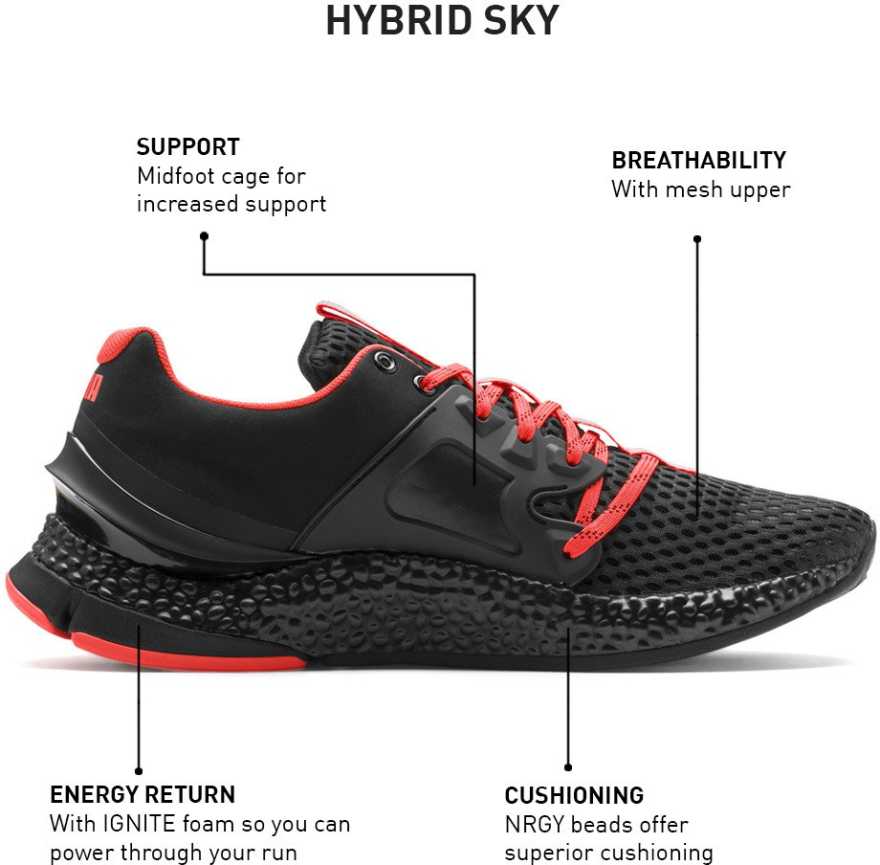 HYBRID SKY
SUPPORT
Midfoot cage for
increased support
BREATHABILITY
With mesh upper
ENERGY RETURN
With IGNITE foam so you can
power through your run
CUSHIONING
NRGY beads offer
superior cushioning